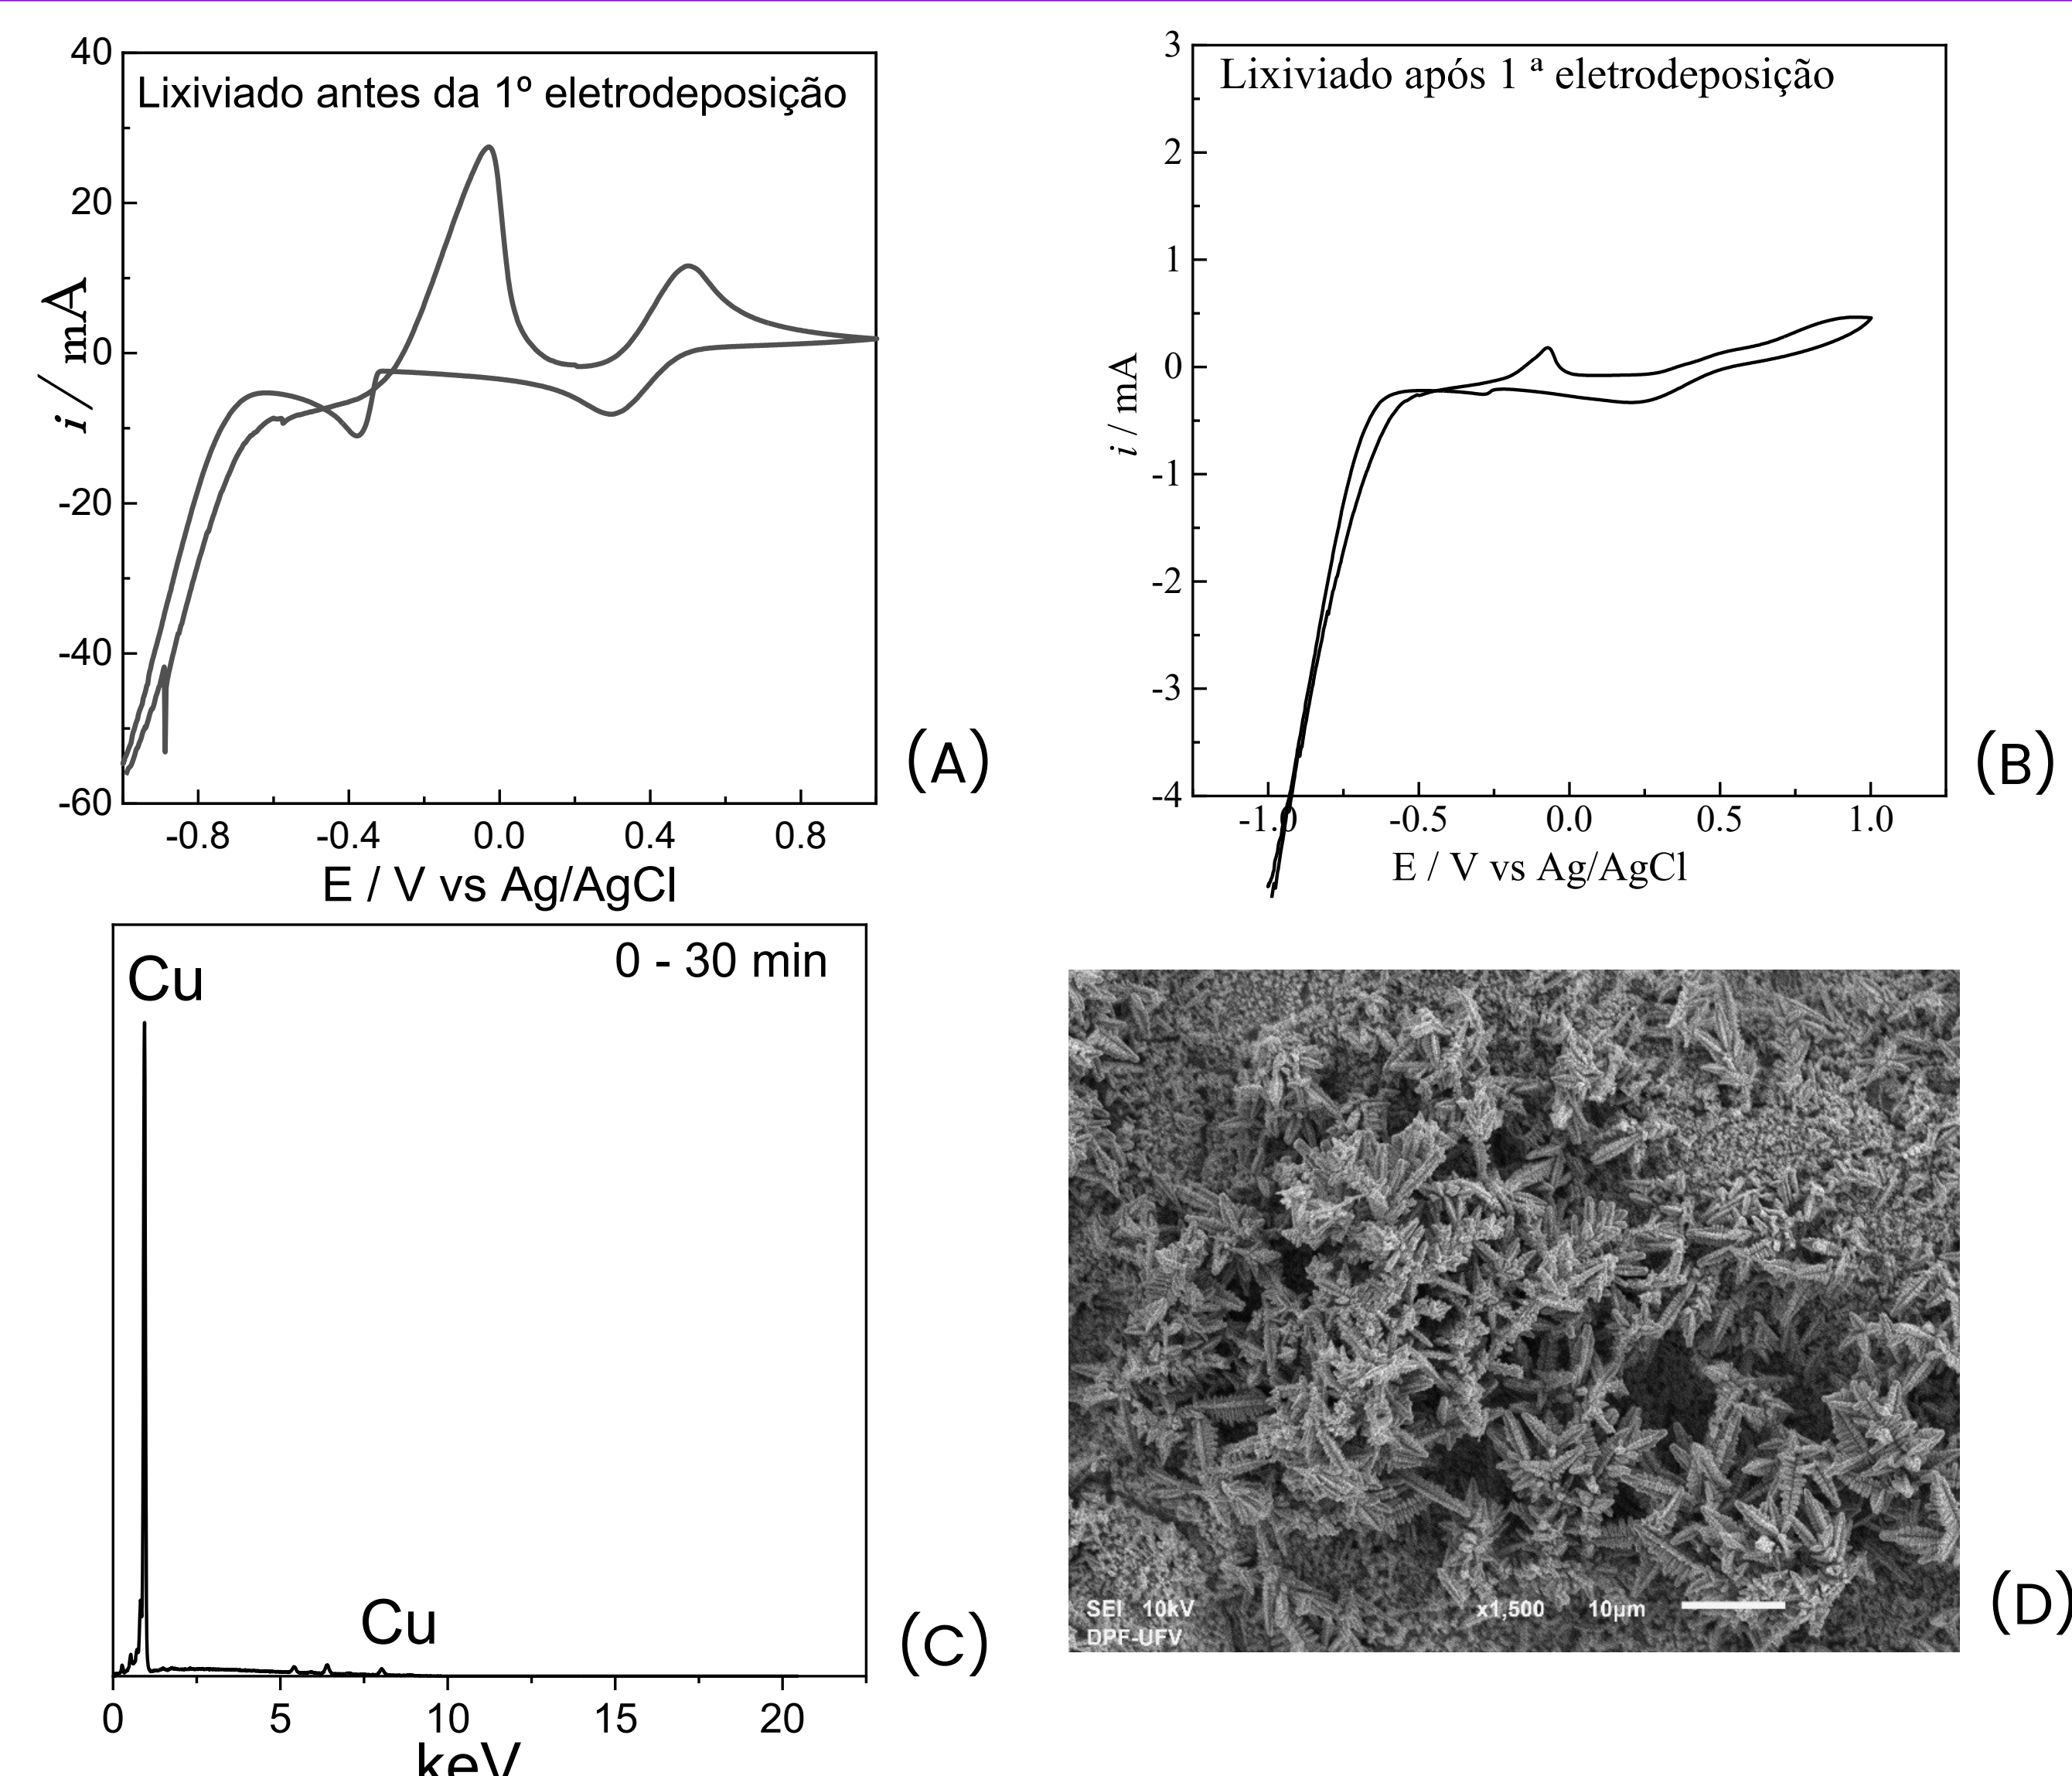 Lixiviado antes da 1º eletrodeposição
40
20
0
-20
-40
-60
i / mA
-0.8 -0.4 0.0 0.4 0.8
E / V vs Ag/AgCl
(A)
Lixiviado após 1 ª eletrodeposição
3
2
1
0
-1
-2
-3
-4
i / mA
-1.0 -0.5 0.0 0.5 1.0
E / V vs Ag/AgCl
(B)
0 - 30 min
Cu
Cu
0 5 10 15 20
keV
(C)
SEI 10kV x1,500 10µm
DPF-UFV
(D)